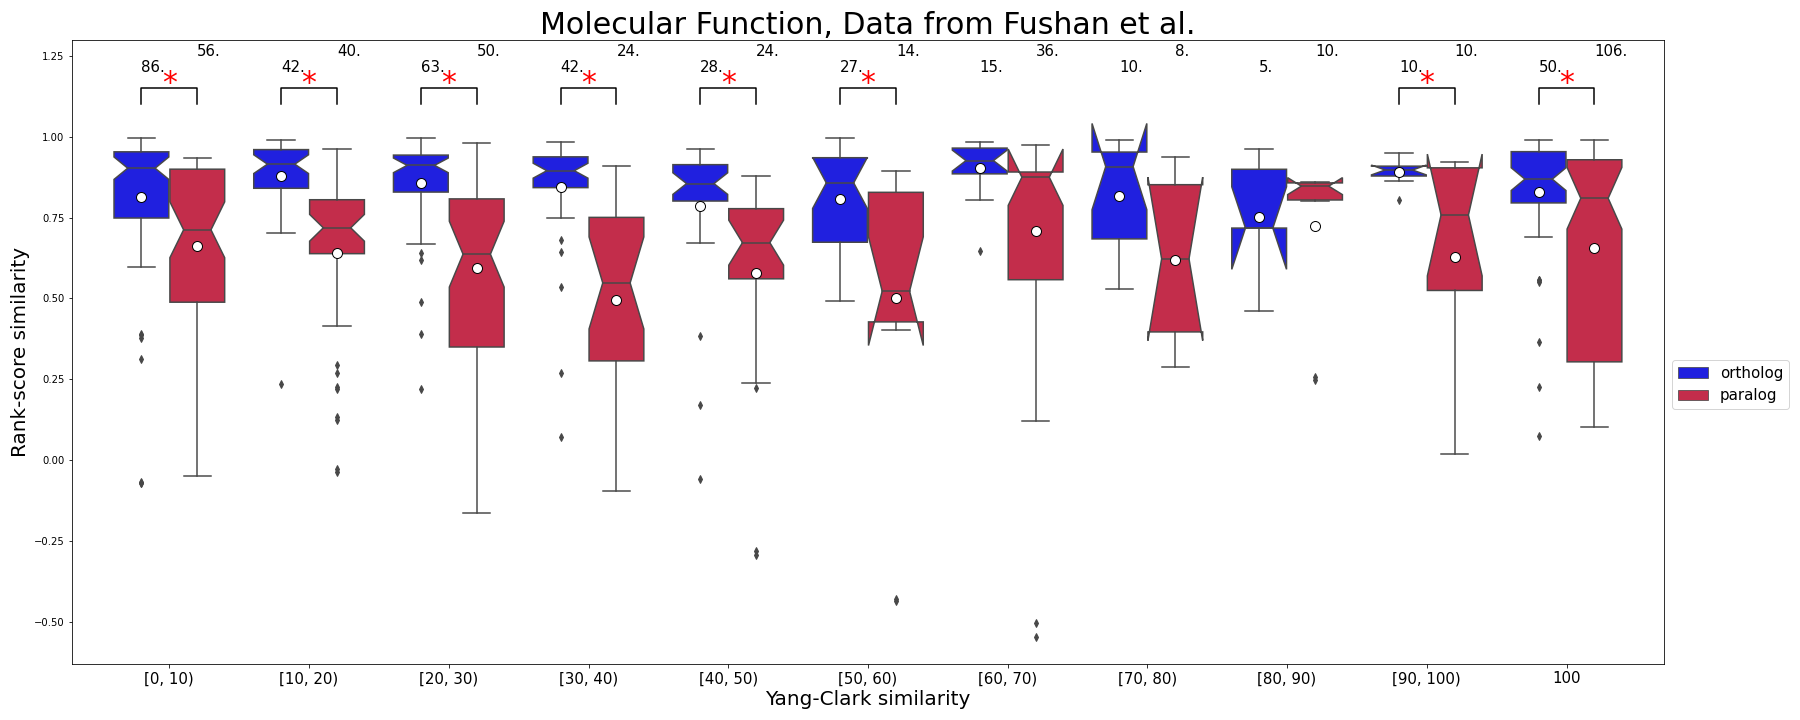 Molecular Function, Data from Fushan et al.
56. 40. 50. 24. 24. 14. 36. 8. 10. 10. 106.
86. 42. 63. 42. 28. 27. 15. 10. 5. 10. 50.
* * * * * * * *
1.25
1.00
0.75
0.50
0.25
0.00
−0.25
−0.50
Rank-score similarity
ortholog
paralog
[0, 10) [10, 20) [20, 30) [30, 40) [40, 50) [50, 60) [60, 70) [70, 80) [80, 90) [90, 100) 100
Yang-Clark similarity